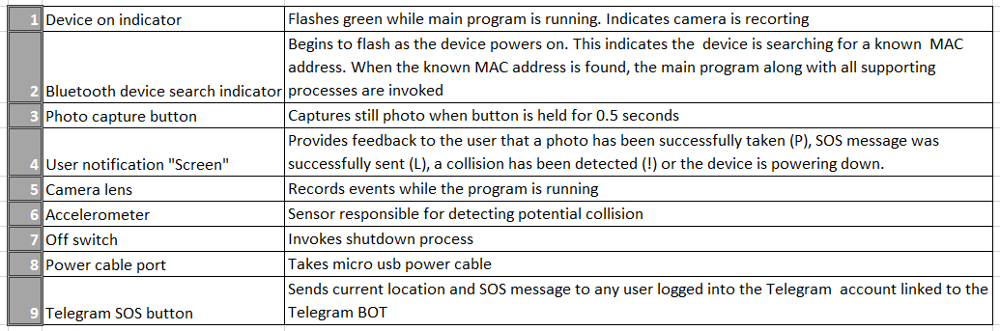 1 Device on indicator Flashes green while main program is running. Indicates camera is recorting
Begins to flash as the device powers on. This indicates the device is searching for a known MAC
address. When the known MAC address is found, the main program along with all supporting
2 Bluetooth device search indicator processes are invoked
3 Photo capture button Captures still photo when button is held for 0.5 seconds
Provides feedback to the user that a photo has been successfully taken (P), SOS message was
4 User notification "Screen" successfully sent (L), a collision has been detected (!) or the device is powering down.
5 Camera lens Records events while the program is running
6 Accelerometer Sensor responsible for detecting potential collision
7 Off switch Invokes shutdown process
8 Power cable port Takes micro usb power cable
Sends current location and SOS message to any user logged into the Telegram account linked to the
9 Telegram SOS button Telegram BOT